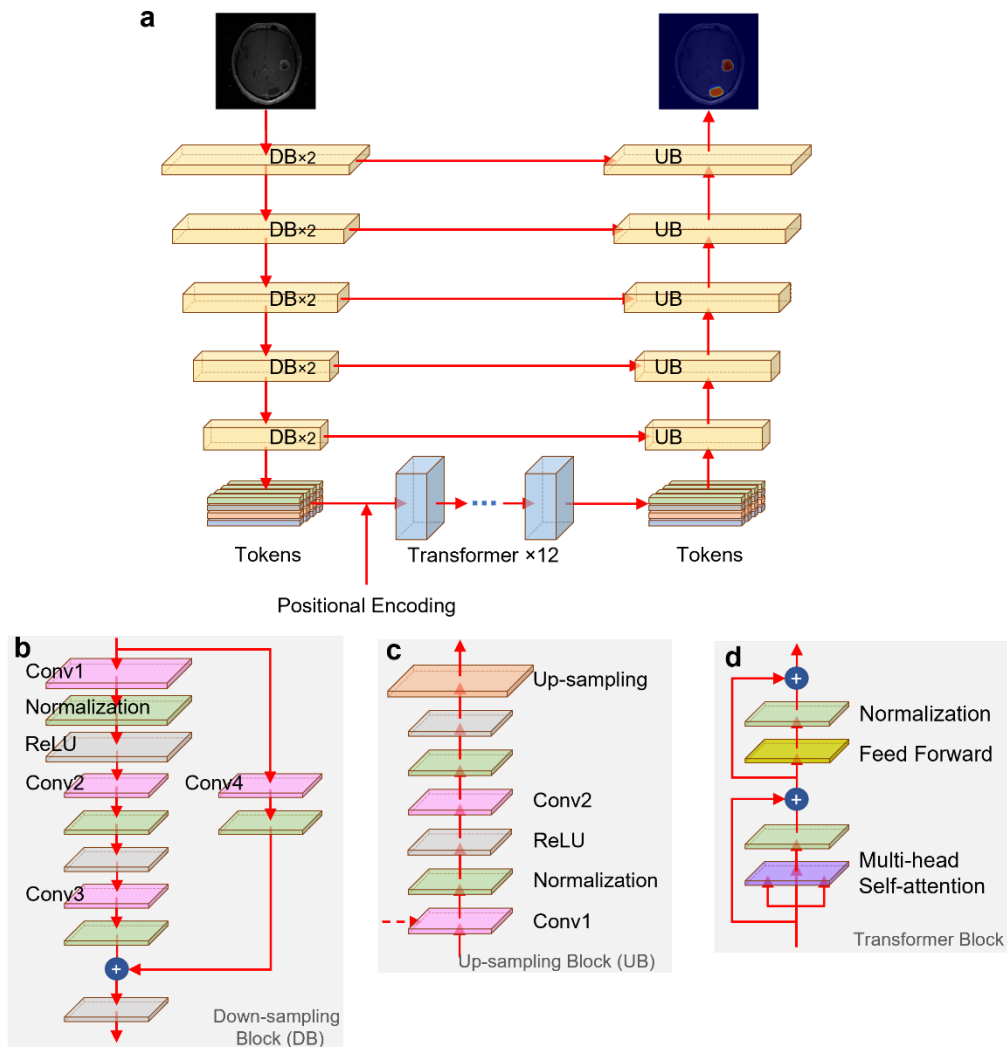 a
DB×2
UB
DB×2
UB
DB×2
UB
DB×2
UB
DB×2
UB
Tokens
Transformer ×12
Tokens
Positional Encoding
b
Conv1
Normalization
ReLU
Conv2
Conv4
Conv3
Down-sampling
Block (DB)
c
Up-sampling
Conv2
ReLU
Normalization
Conv1
Up-sampling Block (UB)
d
Normalization
Feed Forward
Multi-head
Self-attention
Transformer Block